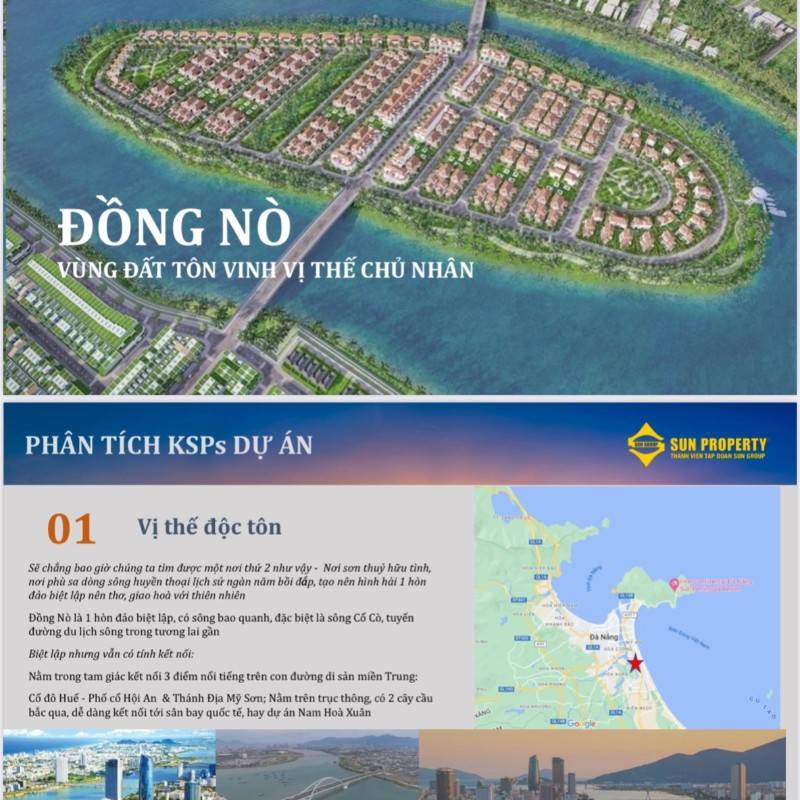 ĐỒNG NÒ
VÙNG ĐẤT TÔN VINH VỊ THẾ CHỦ NHÂN
PHÂN TÍCH KSPs DỰ ÁN
SUN GROUP
SUN PROPERTY
THÀNH VIÊN TẬP ĐOÀN SUN GROUP
01
Vị thế độc tôn
Sẽ chẳng bao giờ chúng ta tìm được một nơi thứ 2 như vậy - Nơi sơn thuỷ hữu tình,
nơi phù sa dòng sông huyền thoại lịch sử ngàn năm bồi đắp, tạo nên hình hài 1 hòn
đảo biệt lập nên thơ, giao hoà với thiên nhiên
Đồng Nò là 1 hòn đảo biệt lập, có sông bao quanh, đặc biệt là sông Cổ Cò, tuyến
đường du lịch sông trong tương lai gần
Biệt lập nhưng vẫn có tính kết nối:
Nằm trong tam giác kết nối 3 điểm nổi tiếng trên con đường di sản miền Trung:
Cố đô Huế - Phố cổ Hội An & Thánh Địa Mỹ Sơn; Nằm trên trục thông, có 2 cây cầu
bắc qua, dễ dàng kết nối tới sân bay quốc tế, hay dự án Nam Hoà Xuân
Đà Nẵng
Google